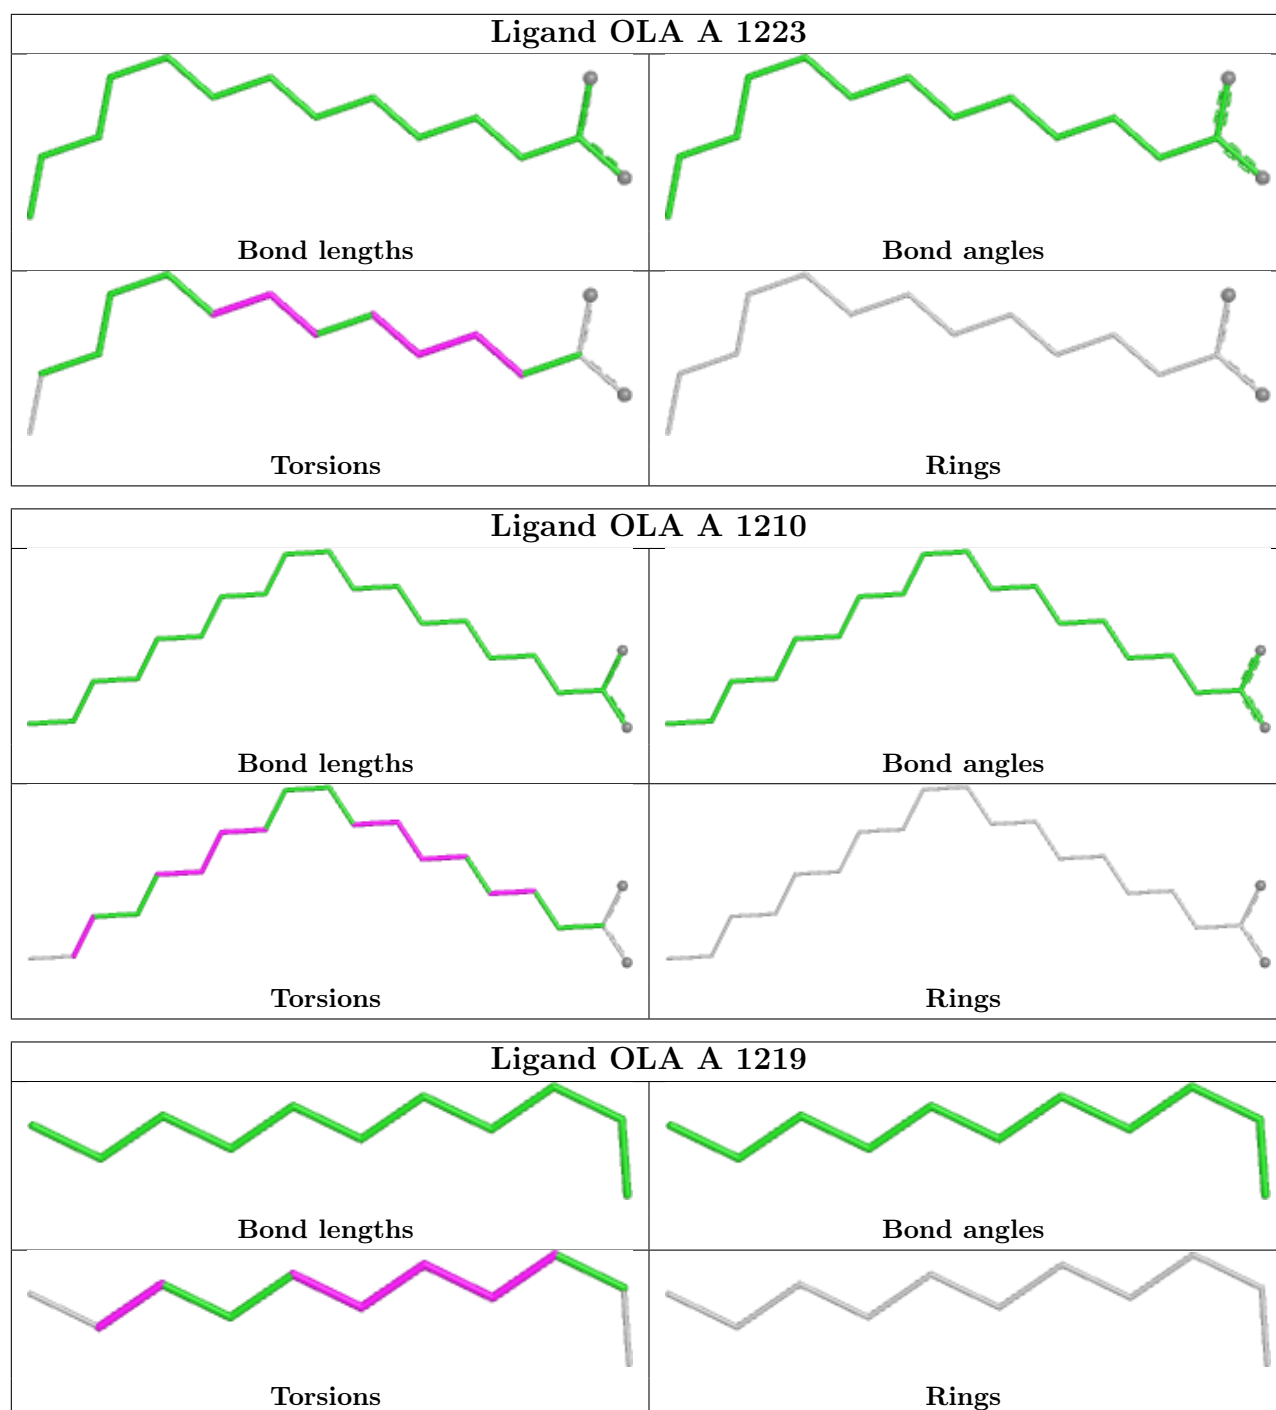 Ligand OLA A 1223
Bond lengths
Bond angles
Torsions
Rings
Ligand OLA A 1210
Bond lengths
Bond angles
Torsions
Rings
Ligand OLA A 1219
Bond lengths
Bond angles
Torsions
Rings